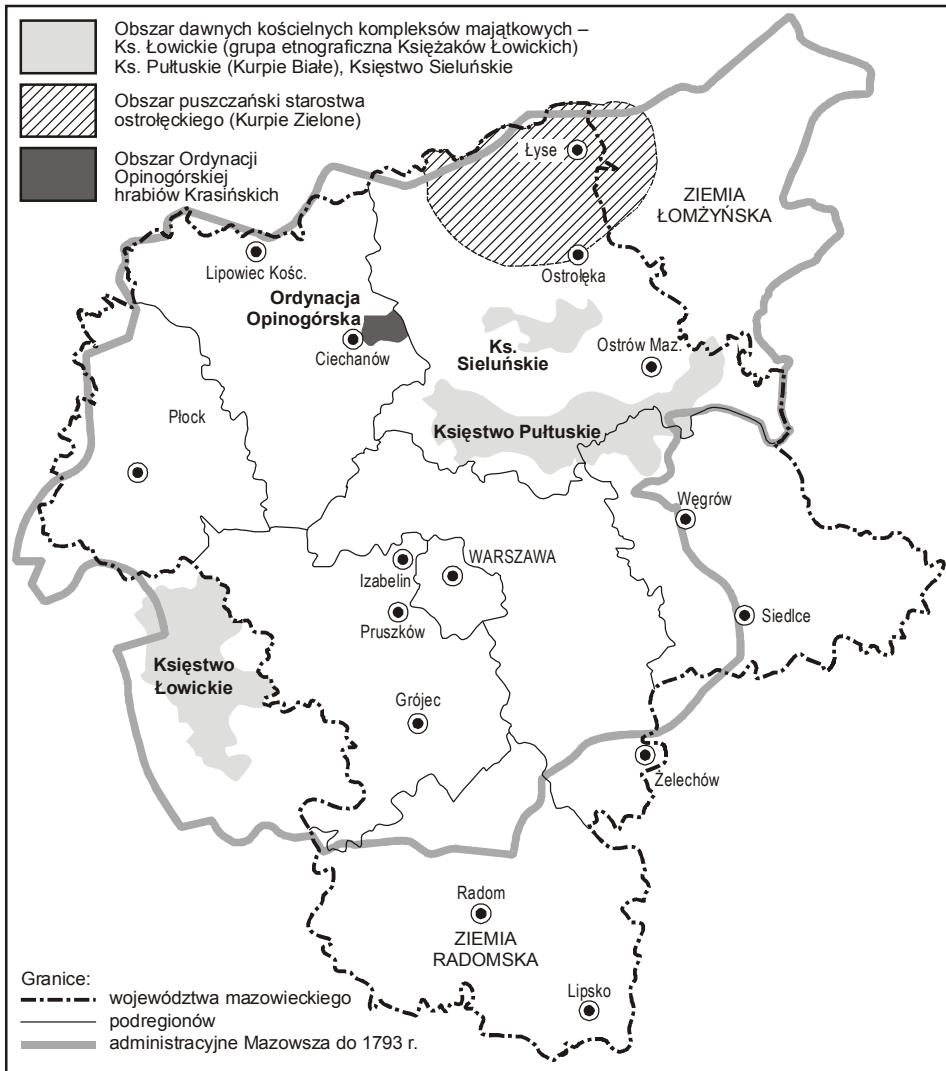 Obszar dawnych kościelnych kompleksów majątkowych –
Ks. Łowickie (grupa etnograficzna Księżaków Łowickich)
Ks. Pułtuskie (Kurpie Białe), Księstwo Sieluńskie
Obszar puszczański starostwa
ostrołęckiego (Kurpie Zielone)
Obszar Ordynacji
Opinogórskiej
hrabiów Krasińskich
Łyse
ZIEMIA
ŁOMŻYŃSKA
Lipowiec Kośc.
Ostrołęka
Ordynacja
Opinogórska
Ciechanów
Ks.
Sieluńskie
Ostrów Maz.
Płock
Księstwo Pułtuskie
Węgrów
Izabelin
WARSZAWA
Pruszków
Siedlce
Księstwo
Łowickie
Grójec
Żelechów
Radom
ZIEMIA
RADOMSKA
Lipsko
Granice:
województwa mazowieckiego
podregionów
administracyjne Mazowsza do 1793 r.